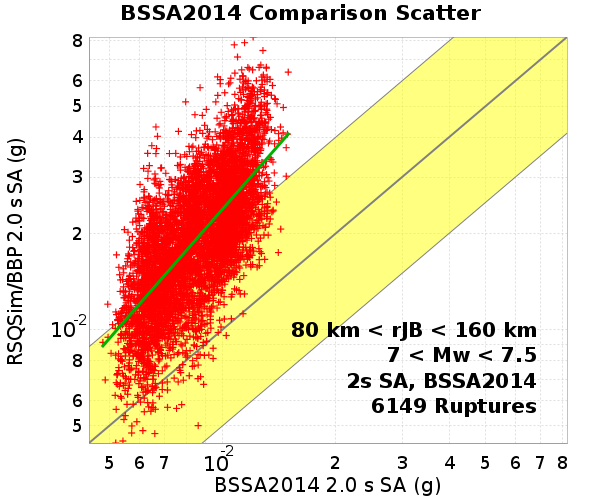 BSSA2014 Comparison Scatter
RSQSim/BBP 2.0 s SA (g)
8
6
5
4
3
2
10-2
8
6
5
80 km < rJB < 160 km
7 < Mw < 7.5
2s SA, BSSA2014
6149 Ruptures
5 6 7 10-2 2 3 4 5 6 7 8
BSSA2014 2.0 s SA (g)